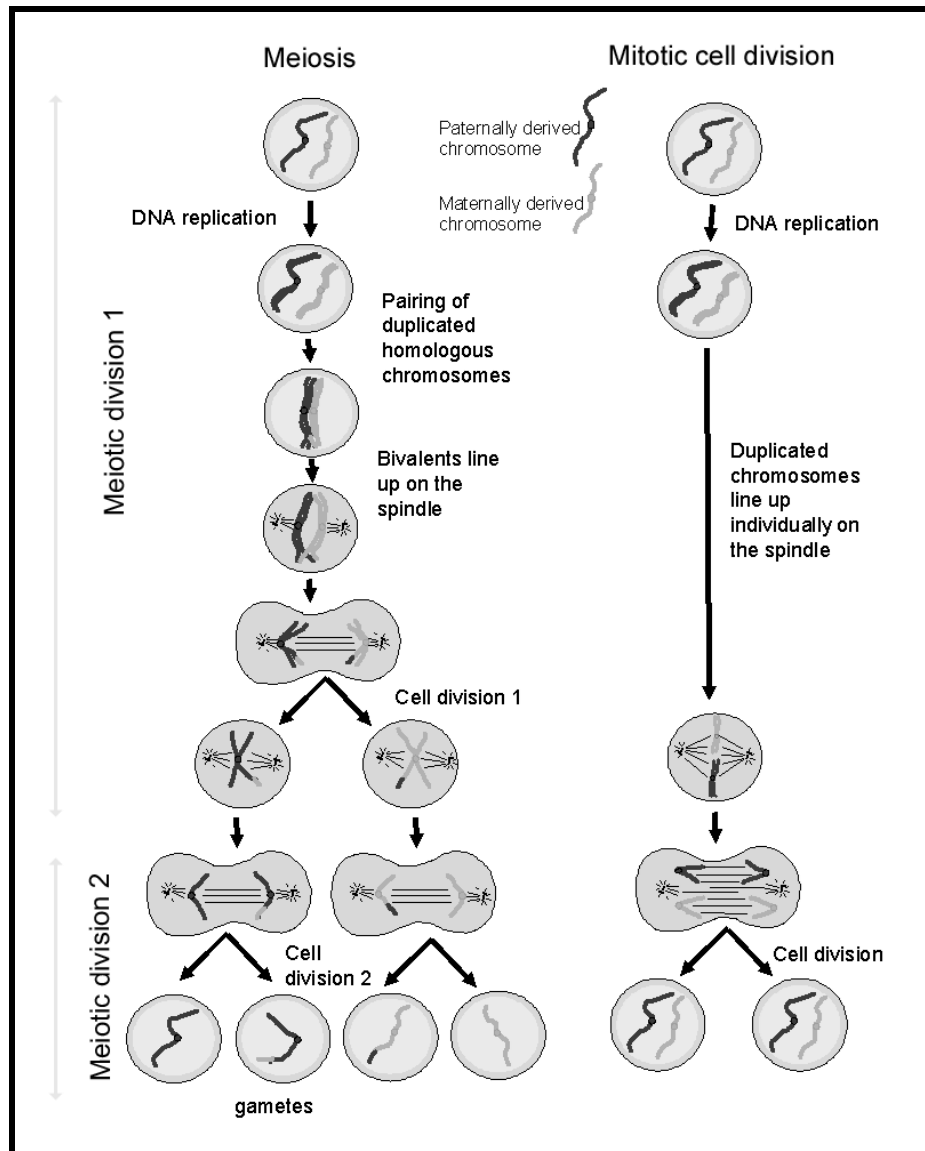 Meiosis
Mitotic cell division
Paternally derived
chromosome
Maternally derived
chromosome
DNA replication
DNA replication
Pairing of
duplicated
homologous
chromosomes
Bivalents line
up on the
spindle
Duplicated
chromosomes
line up
individually on
the spindle
Meiotic division 1
Cell division 1
Meiotic division 2
Cell
division 2
Cell division
gametes